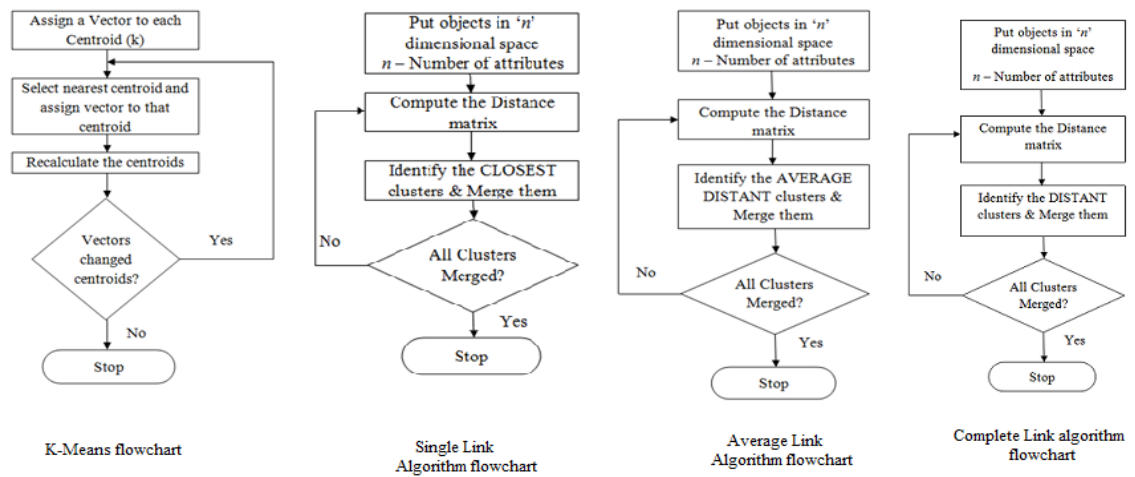 Assign a Vector to each
Centroid (k)
Select nearest centroid and
assign vector to that
centroid
Recalculate the centroids
Vectors
changed
centroids?
Yes
No
Stop
K-Means flowchart
Put objects in ‘n’
dimensional space
n – Number of attributes
Compute the Distance
matrix
Identify the CLOSEST
clusters & Merge them
No
All Clusters
Merged?
Yes
Stop
Single Link
Algorithm flowchart
Put objects in ‘n’
dimensional space
n – Number of attributes
Compute the Distance
matrix
Identify the AVERAGE
DISTANT clusters &
Merge them
No
All Clusters
Merged?
Yes
Stop
Average Link
Algorithm flowchart
Put objects in ‘n’
dimensional space
n – Number of attributes
Compute the Distance
matrix
Identify the DISTANT
clusters & Merge them
No
All Clusters
Merged?
Yes
Stop
Complete Link algorithm
flowchart